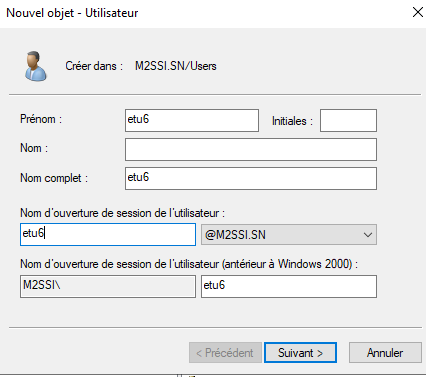 Nouvel objet - Utilisateur
Créer dans : M2SSI.SN/Users
Prénom : etu6 Initiales :
Nom :
Nom complet : etu6
Nom d'ouverture de session de l'utilisateur :
etu6 @M2SSI.SN
Nom d'ouverture de session de l'utilisateur (antérieur à Windows 2000) :
M2SSI\ etu6
< Précédent Suivant > Annuler